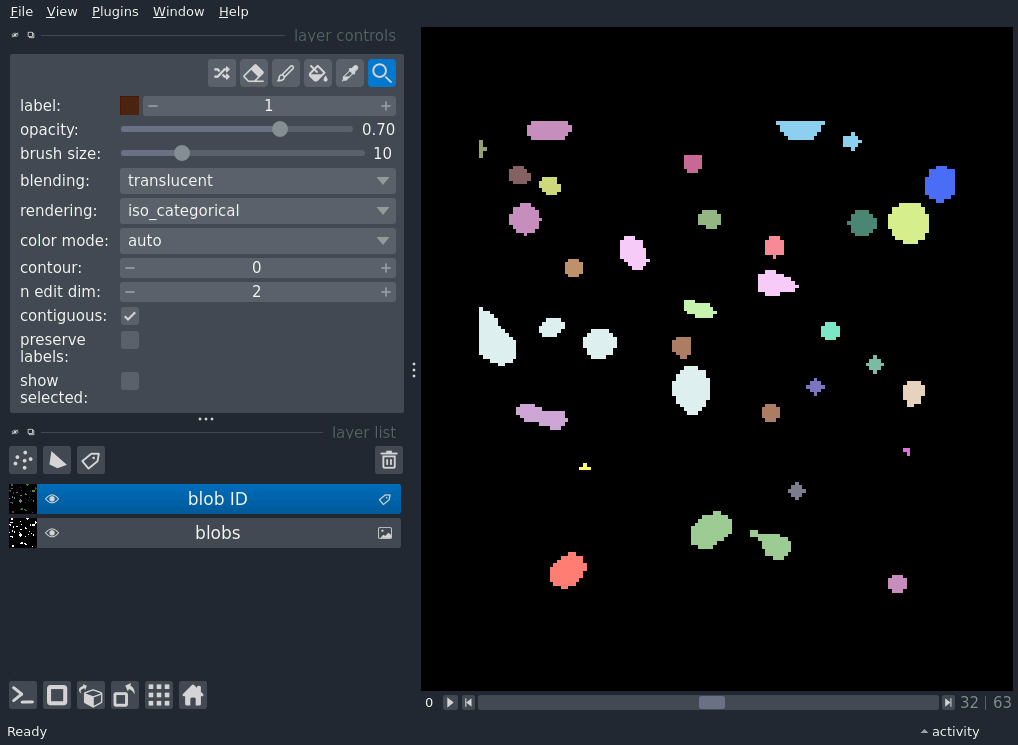 File View Plugins Window Help
layer controls
label: 1
opacity: 0.70
brush size: 10
blending: translucent
rendering: iso_categorical
color mode: auto
contour: 0
n edit dim: 2
contiguous:
preserve
labels:
show
selected:
layer list
blob ID
blobs
0 32 | 63
Ready activity